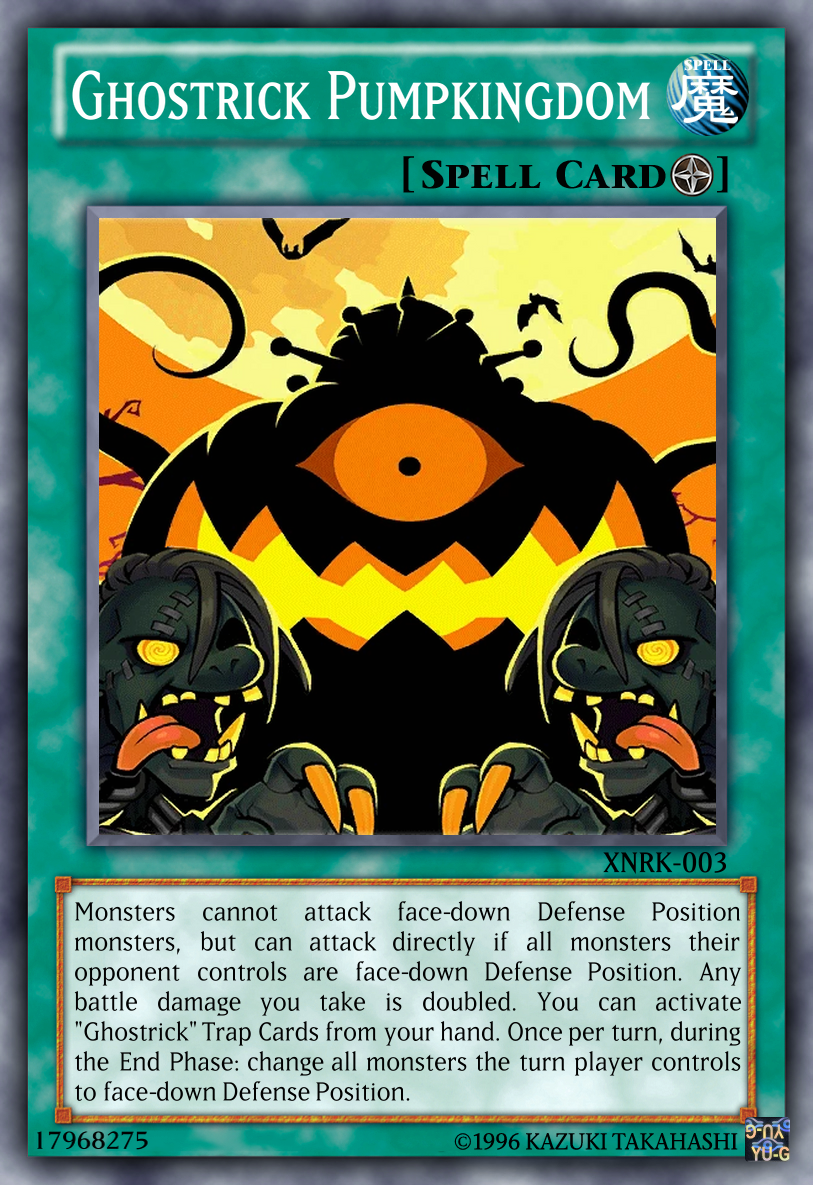 Ghostrick Pumpkingdom
SPELL
魔
[Spell Card]
XNRK-003
Monsters cannot attack face-down Defense Position
monsters, but can attack directly if all monsters their
opponent controls are face-down Defense Position. Any
battle damage you take is doubled. You can activate
"Ghostrick" Trap Cards from your hand. Once per turn, during
the End Phase: change all monsters the turn player controls
to face-down Defense Position.
17968275
©1996 KAZUKI TAKAHASHI
YU-G